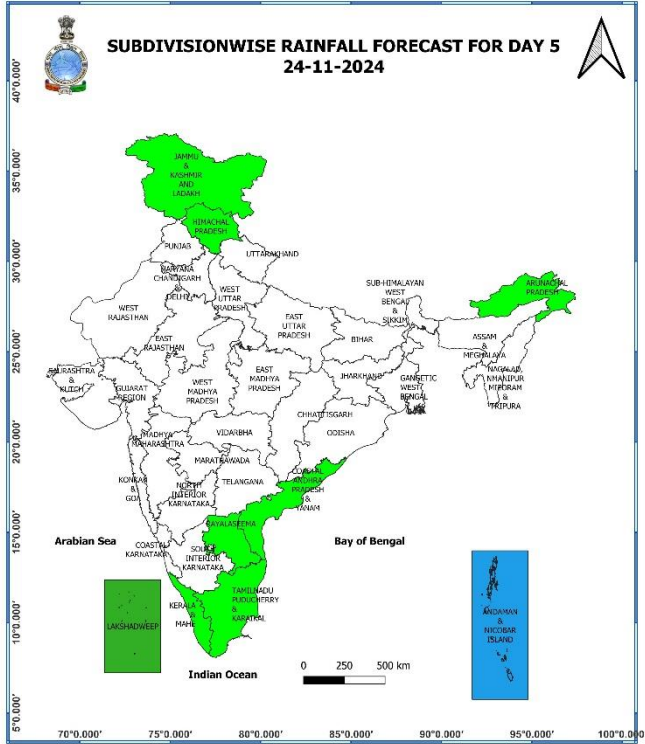 SUBDIVISIONWISE RAINFALL FORECAST FOR DAY 5
24-11-2024
40°0.000'
35°0.000'
30°0.000'
25°0.000'
20°0.000'
15°0.000'
10°0.000'
5°0.000'
JAMMU
&
KASHMIR
AND
LADAKH
HIMACHAL
PRADESH
PUNJAB
UTTARAKHAND
HARYANA
CHANDIGARH
&
DELHI
WEST
UTTAR
PRADESH
SUB-HIMALAYAN
WEST
BENGAL
&
SIKKIM
ARUNACHAL
PRADESH
WEST
RAJASTHAN
EAST
RAJASTHAN
EAST
UTTAR
PRADESH
BIHAR
ASSAM
&
MEGHALAYA
SAURASHTRA
&
KUTCH
GUJARAT
REGION
WEST
MADHYA
PRADESH
EAST
MADHYA
PRADESH
JHARKHAND
GANGETIC
WEST
BENGAL
NAGALAD,
NMANIPUR
MIZORAM
&
TRIPURA
CHHATTISGARH
ODISHA
MADHYA
MAHARASHTRA
VIDARBHA
MARATHAWADA
TELANGANA
KONKAN
&
GOA
NORTH
INTERIOR
KARNATAKA
COASTAL
ANDHRA
PRADESH
&
YANAM
RAYALASEEMA
Arabian Sea
COASTAL
KARNATAKA
SOUTH
INTERIOR
KARNATAKA
Bay of Bengal
LAKSHADWEEP
KERALA
&
MAHE
TAMILNADU
PUDUCHERRY
&
KARAIKAL
ANDAMAN
&
NICOBAR
ISLAND
Indian Ocean
0 250 500 km
70°0.000' 75°0.000' 80°0.000' 85°0.000' 90°0.000' 95°0.000' 100°0.000'